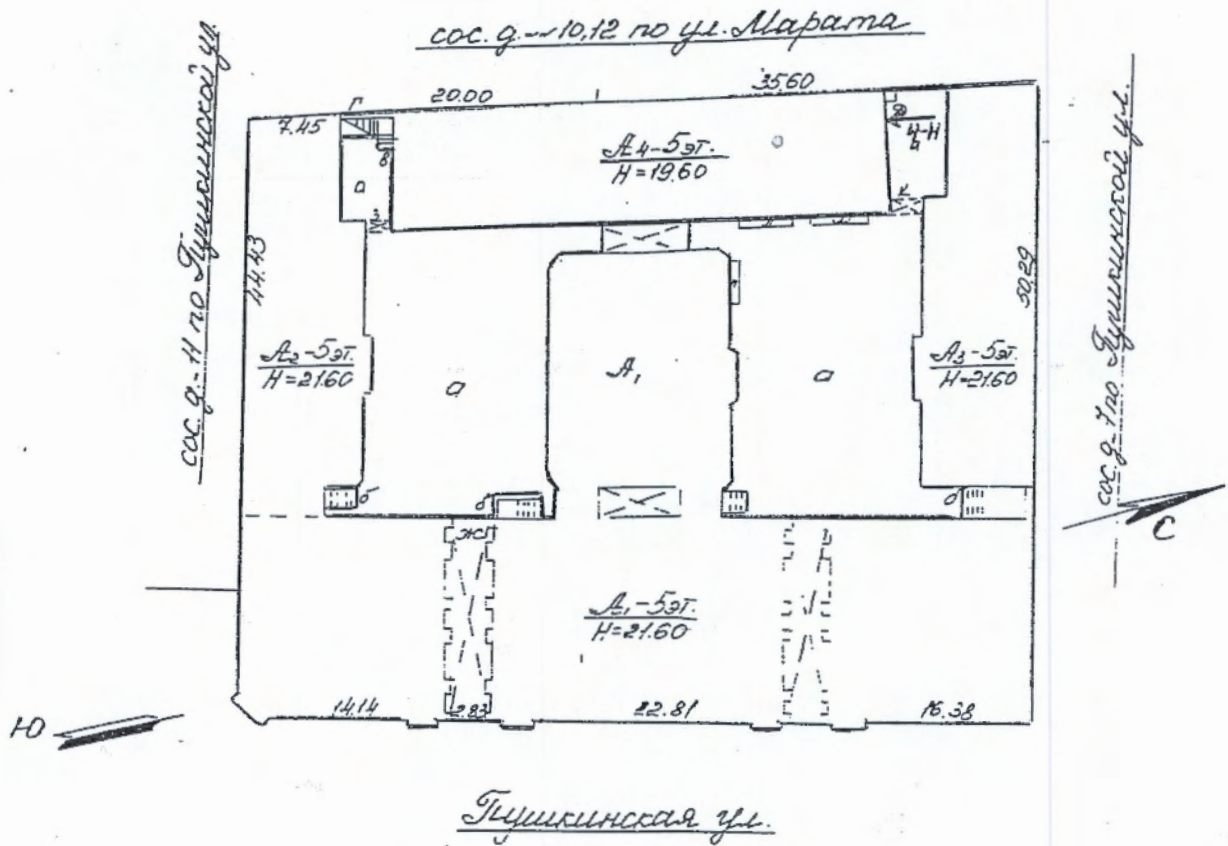 сос. д.-~10,12 по ул. Марата
сос. д.-11 по Пушкинской ул.
сос. д-7 по Пушкинской ул.
7.45
Г
20.00
35.60
В
а
З
А4-5эт.
H=19.60
К
44.43
50.29
А2-5эт.
H=21.60
а
А1
а
А3-5эт.
H=21.60
С
Ж
А1-5эт.
H=21.60
14.14
2.83
22.81
16.38
Ю
Пушкинская ул.